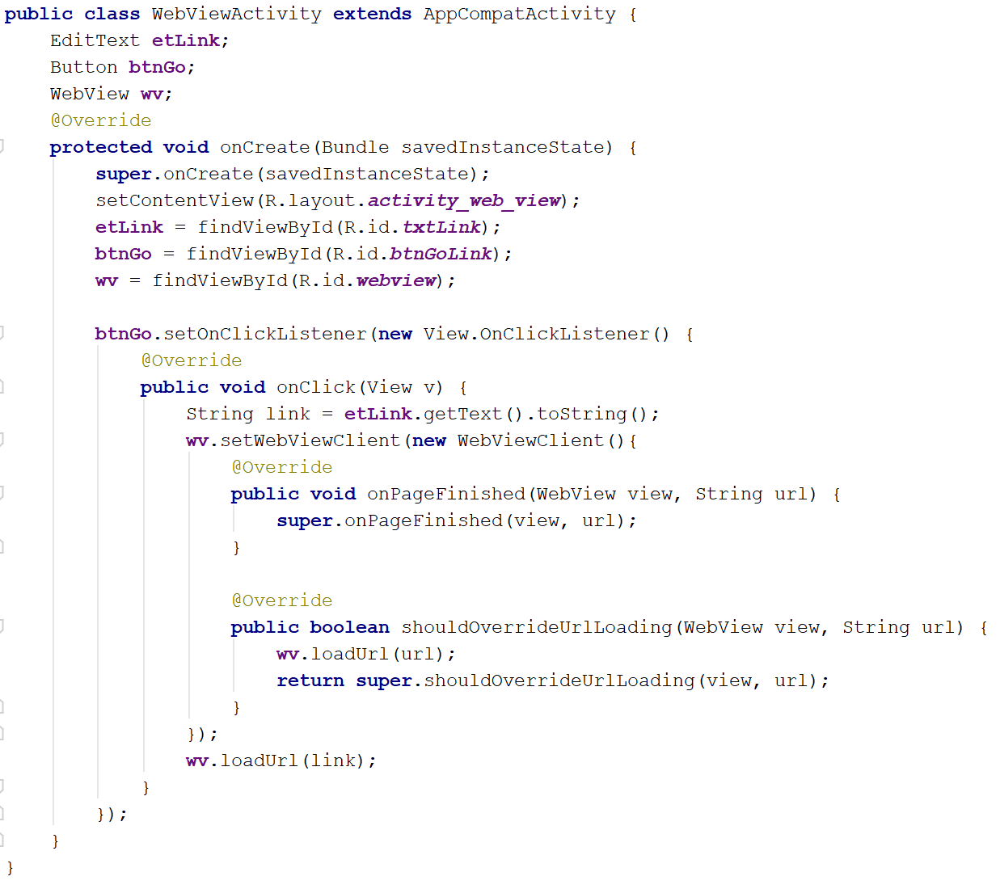 public class WebViewActivity extends AppCompatActivity {
    EditText etLink;
    Button btnGo;
    WebView wv;
    @Override
    protected void onCreate(Bundle savedInstanceState) {
        super.onCreate(savedInstanceState);
        setContentView(R.layout.activity_web_view);
        etLink = findViewById(R.id.txtLink);
        btnGo = findViewById(R.id.btnGoLink);
        wv = findViewById(R.id.webview);

        btnGo.setOnClickListener(new View.OnClickListener() {
            @Override
            public void onClick(View v) {
                String link = etLink.getText().toString();
                wv.setWebViewClient(new WebViewClient(){
                    @Override
                    public void onPageFinished(WebView view, String url) {
                        super.onPageFinished(view, url);
                    }

                    @Override
                    public boolean shouldOverrideUrlLoading(WebView view, String url) {
                        wv.loadUrl(url);
                        return super.shouldOverrideUrlLoading(view, url);
                    }
                });
                wv.loadUrl(link);
            }
        });
    }
}